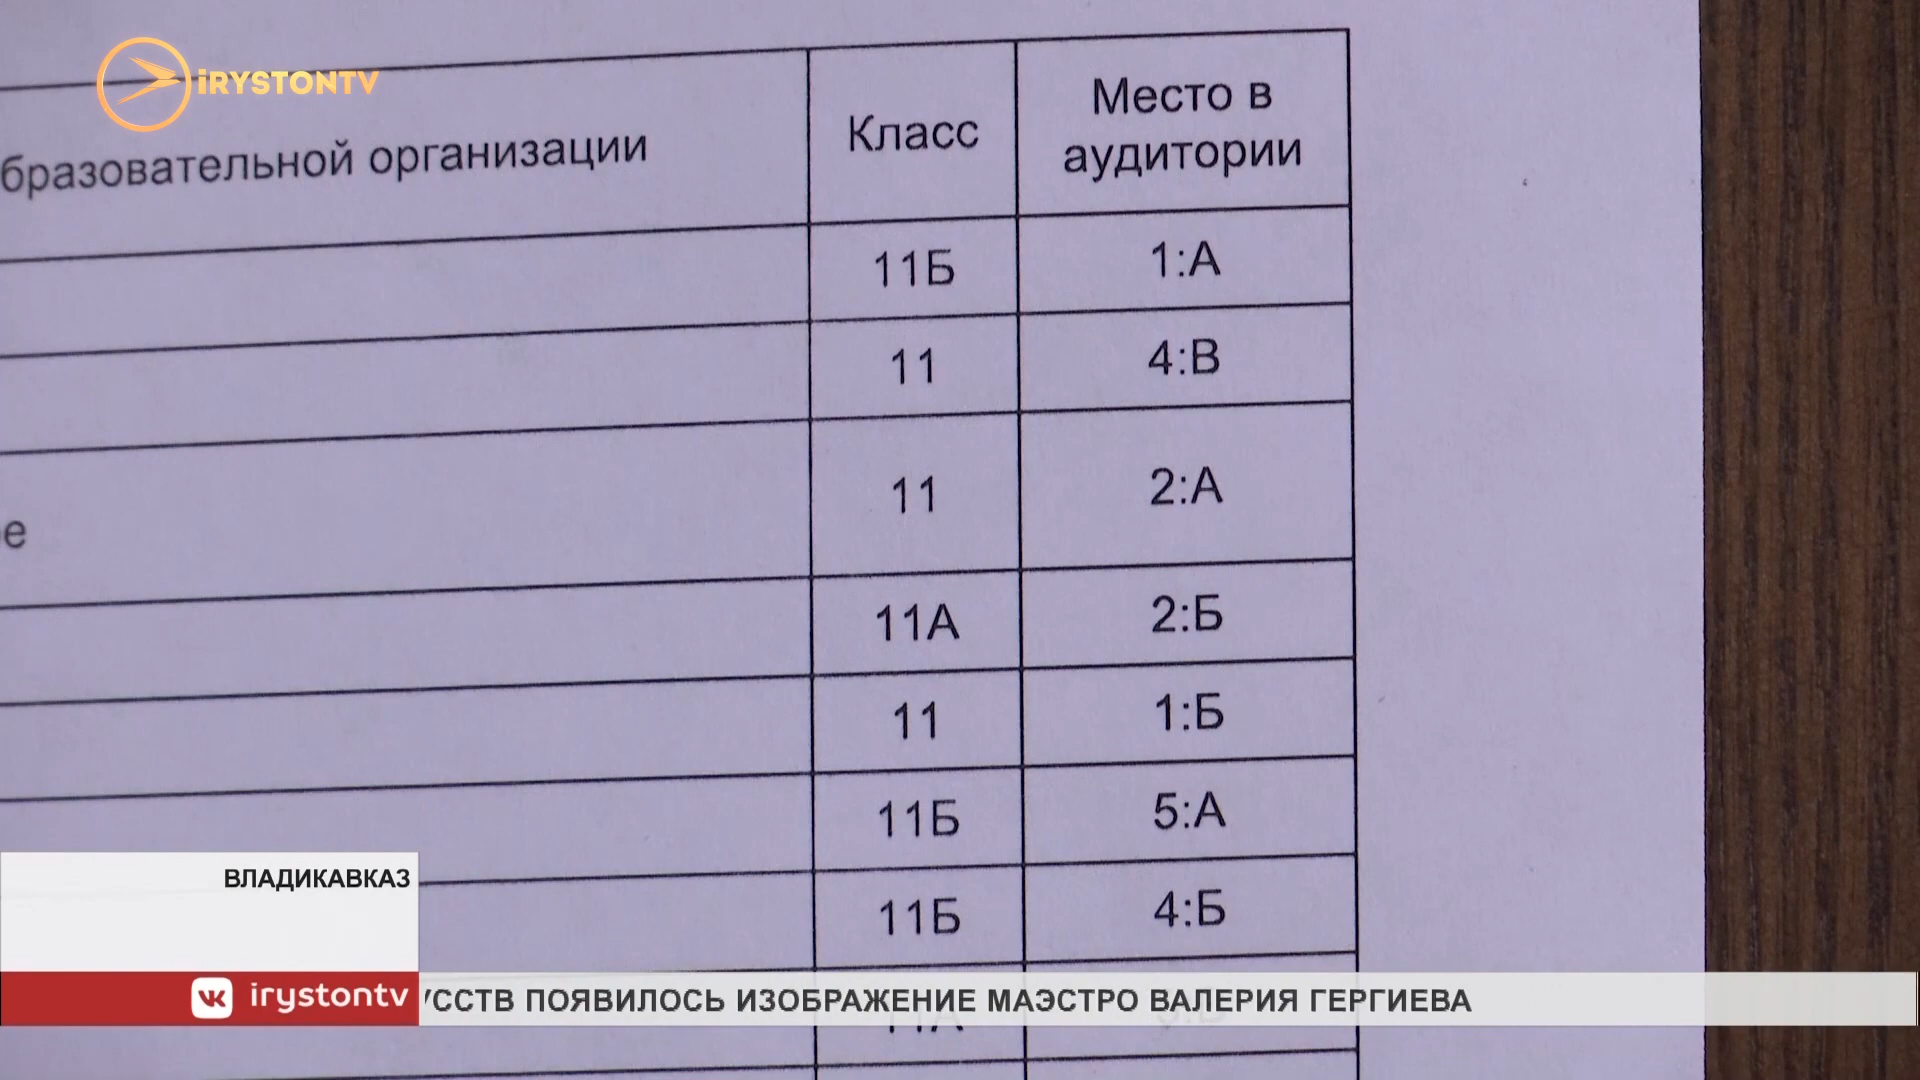 iRYSTONTV
бразовательной организации
Класс
Место в
аудитории
11Б
1:А
11
4:В
11
2:А
11А
2:Б
11
1:Б
11Б
5:А
11Б
4:Б
11А
ВЛАДИКАВКАЗ
irystontv
УССТВ ПОЯВИЛОСЬ ИЗОБРАЖЕНИЕ МАЭСТРО ВАЛЕРИЯ ГЕРГИЕВА